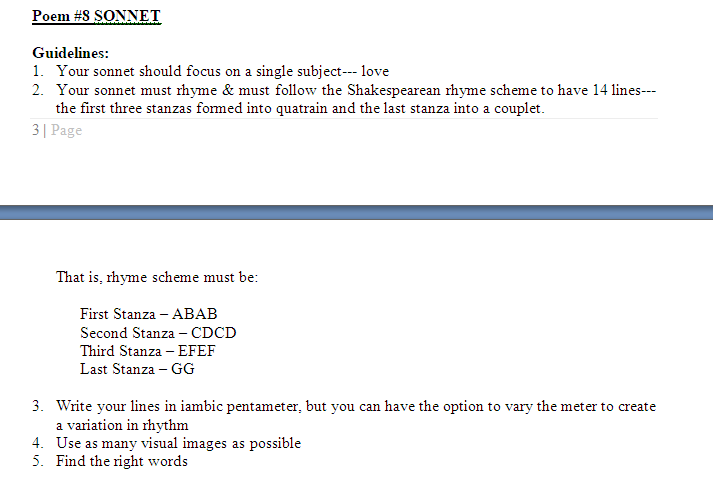 Poem #8 SONNET
Guidelines:
1. Your sonnet should focus on a single subject--- love
2. Your sonnet must rhyme & must follow the Shakespearean rhyme scheme to have 14 lines---
the first three stanzas formed into quatrain and the last stanza into a couplet.
3 | Page
That is, rhyme scheme must be:
First Stanza – ABAB
Second Stanza – CDCD
Third Stanza – EFEF
Last Stanza – GG
3. Write your lines in iambic pentameter, but you can have the option to vary the meter to create
a variation in rhythm
4. Use as many visual images as possible
5. Find the right words